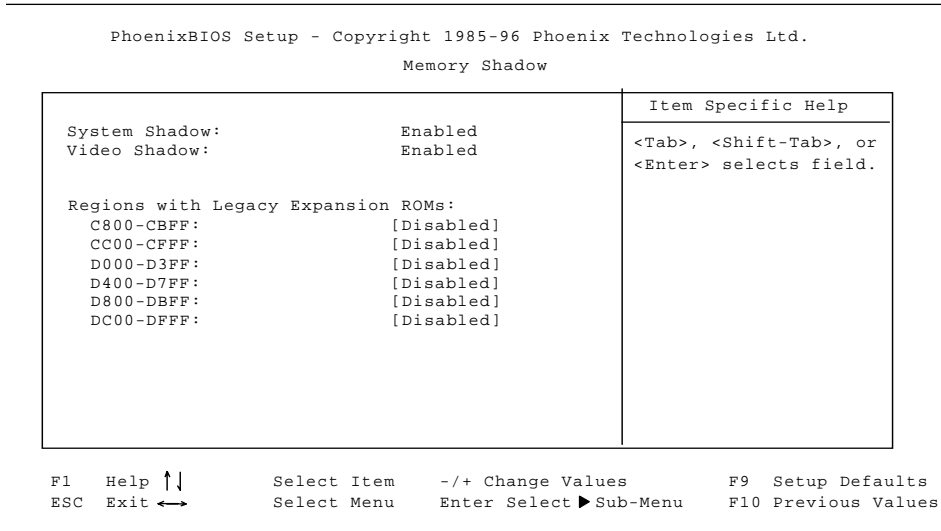 PhoenixBIOS Setup - Copyright 1985-96 Phoenix Technologies Ltd.
Memory Shadow
Item Specific Help
System Shadow: Enabled
Video Shadow: Enabled
<Tab>, <Shift-Tab>, or
<Enter> selects field.
Regions with Legacy Expansion ROMs:
C800-CBFF: [Disabled]
CC00-CFFF: [Disabled]
D000-D3FF: [Disabled]
D400-D7FF: [Disabled]
D800-DBFF: [Disabled]
DC00-DFFF: [Disabled]
F1 Help ↑↓ Select Item -/+ Change Values F9 Setup Defaults
ESC Exit ↔ Select Menu Enter Select ▶ Sub-Menu F10 Previous Values